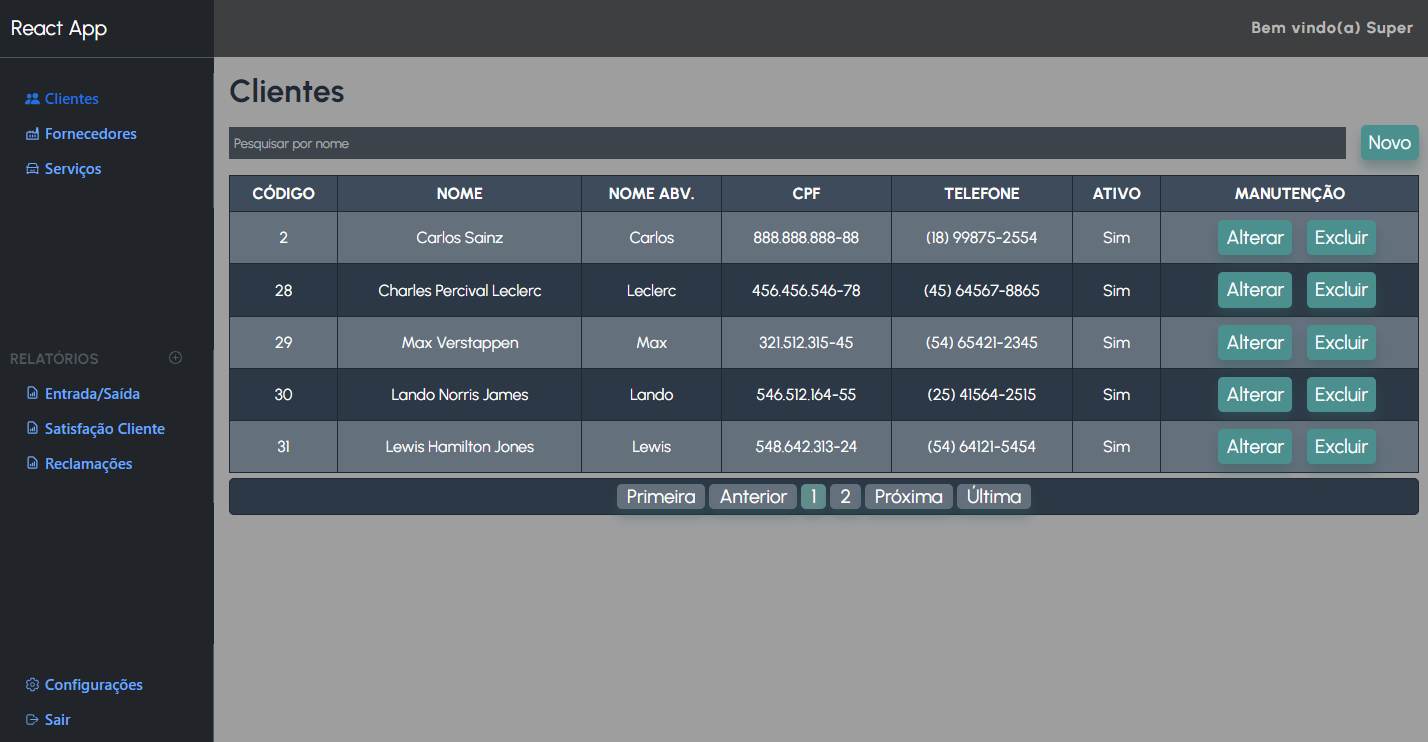 React App
Bem vindo(a) Super
Clientes
Fornecedores
Serviços
RELATÓRIOS
Entrada/Saída
Satisfação Cliente
Reclamações
Configurações
Sair
Clientes
Pesquisar por nome
Novo
CÓDIGO NOME NOME ABV. CPF TELEFONE ATIVO MANUTENÇÃO
2 Carlos Sainz Carlos 888.888.888-88 (18) 99875-2554 Sim Alterar Excluir
28 Charles Percival Leclerc Leclerc 456.456.546-78 (45) 64567-8865 Sim Alterar Excluir
29 Max Verstappen Max 321.512.315-45 (54) 65421-2345 Sim Alterar Excluir
30 Lando Norris James Lando 546.512.164-55 (25) 41564-2515 Sim Alterar Excluir
31 Lewis Hamilton Jones Lewis 548.642.313-24 (54) 64121-5454 Sim Alterar Excluir
Primeira Anterior 1 2 Próxima Última